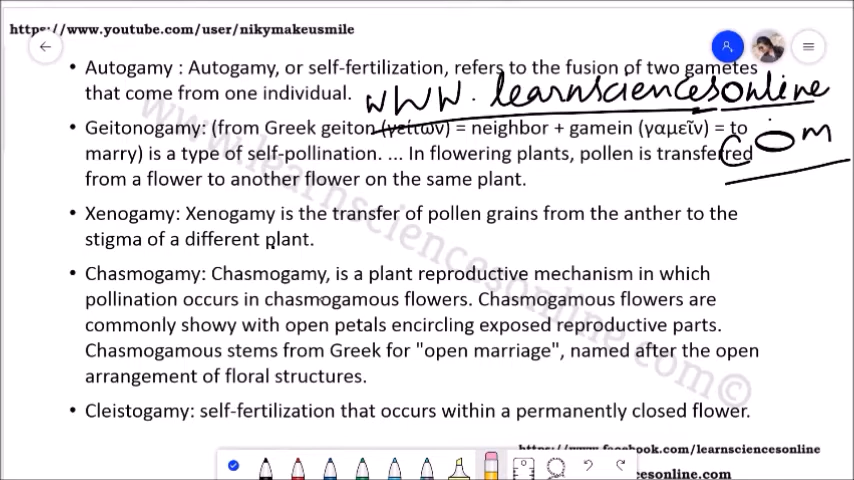 https://www.youtube.com/user/nikymakeusmile
• Autogamy : Autogamy, or self-fertilization, refers to the fusion of two gametes
that come from one individual.
www.learnsciencesonline
• Geitonogamy: (from Greek geiton (γείτων) = neighbor + gamein (γαμεῖν) = to
com
marry) is a type of self-pollination. ... In flowering plants, pollen is transferred
from a flower to another flower on the same plant.
• Xenogamy: Xenogamy is the transfer of pollen grains from the anther to the
stigma of a different plant.
• Chasmogamy: Chasmogamy, is a plant reproductive mechanism in which
pollination occurs in chasmogamous flowers. Chasmogamous flowers are
commonly showy with open petals encircling exposed reproductive parts.
Chasmogamous stems from Greek for "open marriage", named after the open
arrangement of floral structures.
• Cleistogamy: self-fertilization that occurs within a permanently closed flower.
www.learnsciencesonline.com©
https://www.facebook.com/learnsciencesonline
cesonline.com